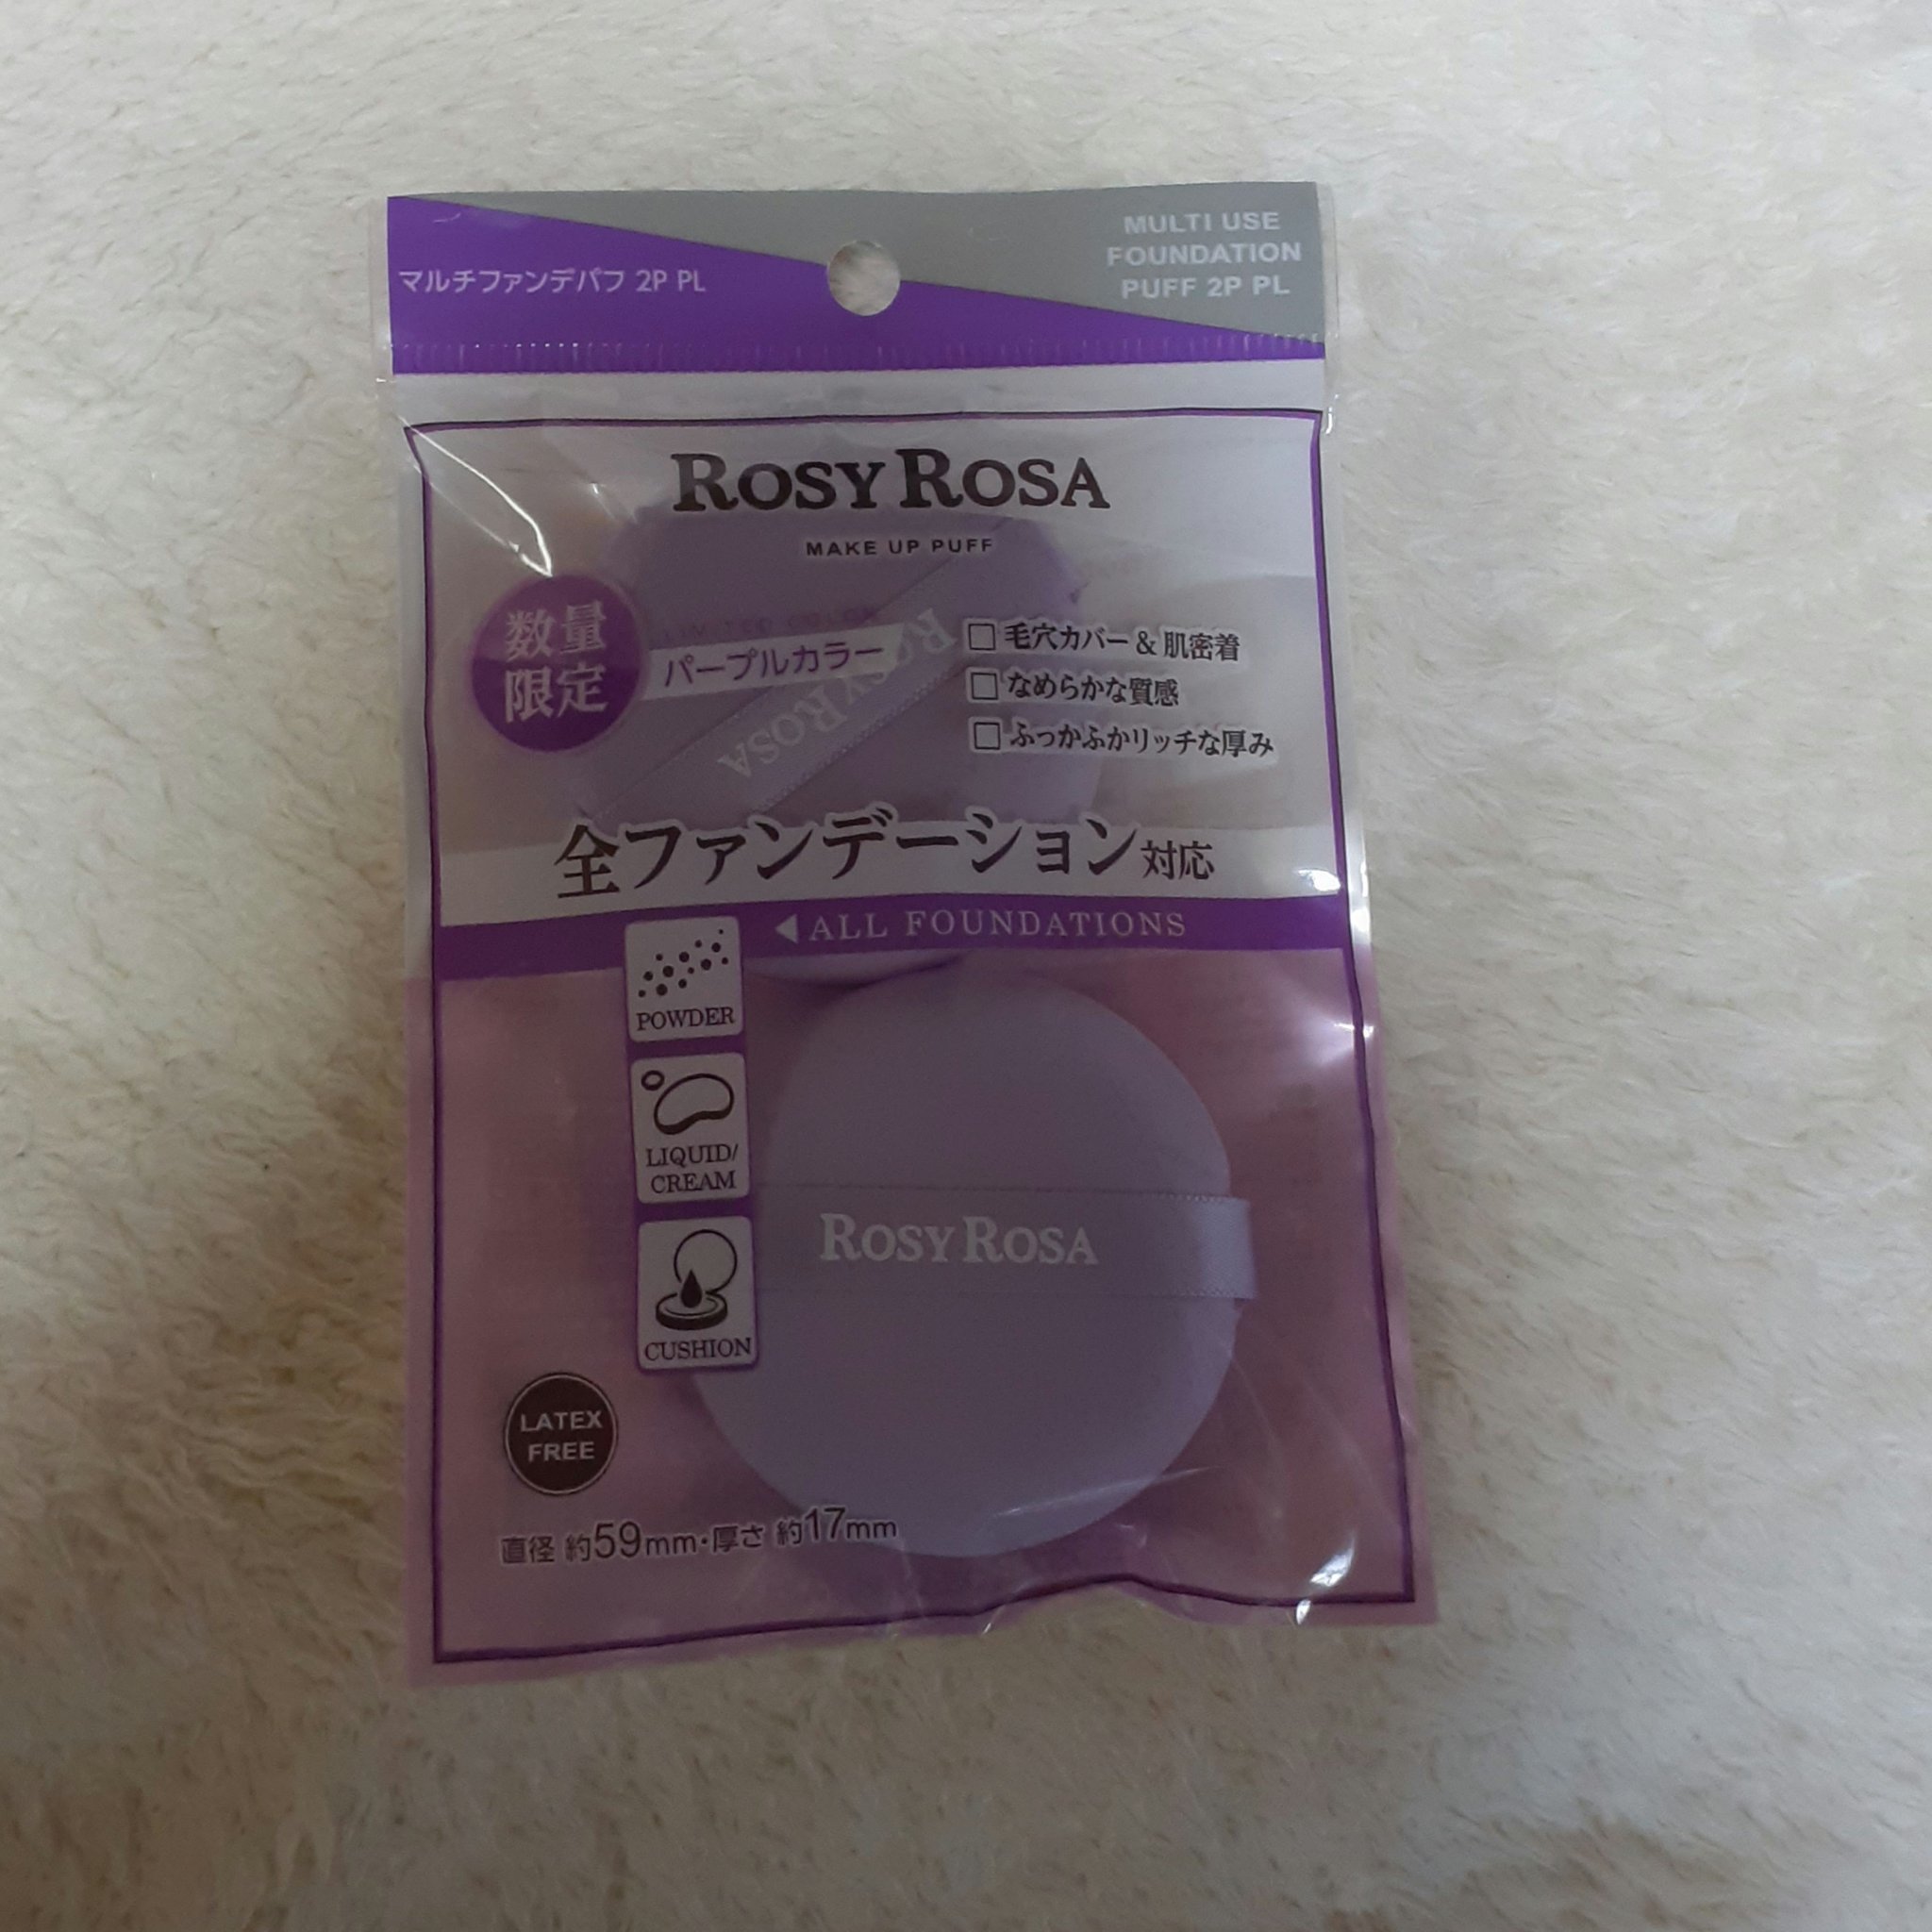 マルチファンデパフ 2P PL
MULTI USE
FOUNDATION
PUFF 2P PL
ROSY ROSA
MAKE UP PUFF
数量
限定
パープルカラー
□ 毛穴カバー & 肌密着
□ なめらかな質感
□ ふっかふかリッチな厚み
ROSY ROSA
全ファンデーション対応
◀ALL FOUNDATIONS
POWDER
LIQUID/
CREAM
CUSHION
ROSY ROSA
LATEX
FREE
直径 約59mm・厚さ 約17mm